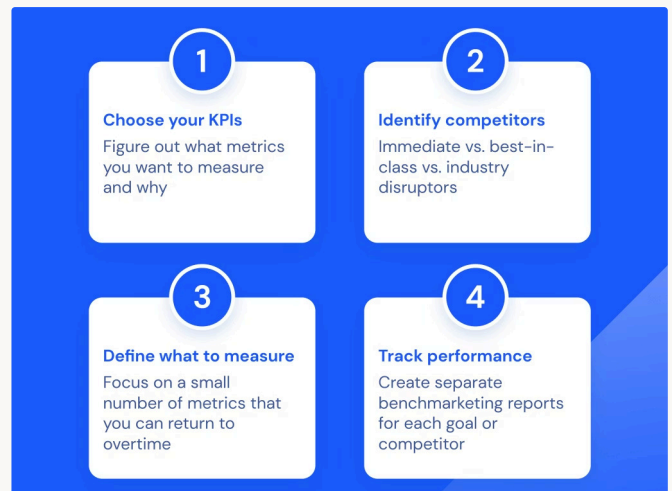 1
Choose your KPIs
Figure out what metrics
you want to measure
and why
2
Identify competitors
Immediate vs. best-in-
class vs. industry
disruptors
3
Define what to measure
Focus on a small
number of metrics that
you can return to
overtime
4
Track performance
Create separate
benchmarking reports
for each goal or
competitor